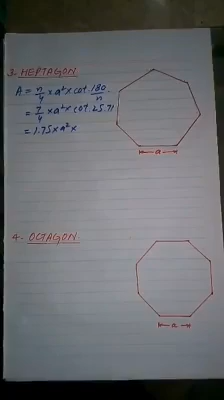 3. HEPTAGON
A = n/4 × a² × cot 180/n
= 7/4 × a² × cot 25.71
= 1.75 × a² ×
a
4. OCTAGON
a